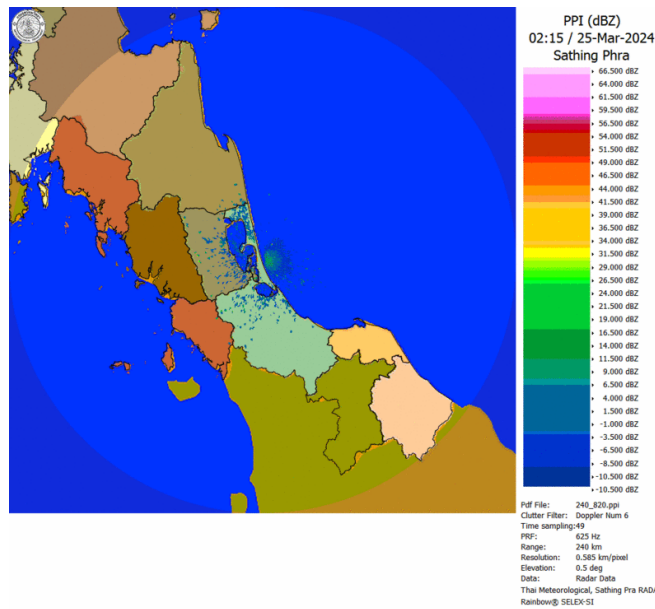 PPI (dBZ)
02:15 / 25-Mar-2024
Sathing Phra
66.500 dBZ
64.000 dBZ
61.500 dBZ
59.500 dBZ
56.500 dBZ
54.000 dBZ
51.500 dBZ
49.000 dBZ
46.500 dBZ
44.000 dBZ
41.500 dBZ
39.000 dBZ
36.500 dBZ
34.000 dBZ
31.500 dBZ
29.000 dBZ
26.500 dBZ
24.000 dBZ
21.500 dBZ
19.000 dBZ
16.500 dBZ
14.000 dBZ
11.500 dBZ
9.000 dBZ
6.500 dBZ
4.000 dBZ
1.500 dBZ
-1.000 dBZ
-3.500 dBZ
-6.500 dBZ
-8.500 dBZ
-10.500 dBZ
-10.500 dBZ
Pdf File: 240_820.ppi
Clutter Filter: Doppler Num 6
Time sampling:49
PRF: 625 Hz
Range: 240 km
Resolution: 0.585 km/pixel
Elevation: 0.5 deg
Data: Radar Data
Thai Meteorological, Sathing Pra RADA
Rainbow® SELEX-SI